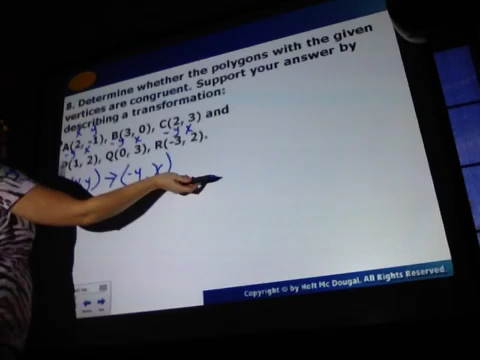 8. Determine whether the polygons with the given
vertices are congruent. Support your answer by
describing a transformation:
x y
A(2, -1), B(3, 0), C(2, 3) and
-y x -y x -y x
P(1, 2), Q(0, 3), R(-3, 2).
y) → (-y x)
Copyright © by Holt Mc Dougal. All Rights Reserved.